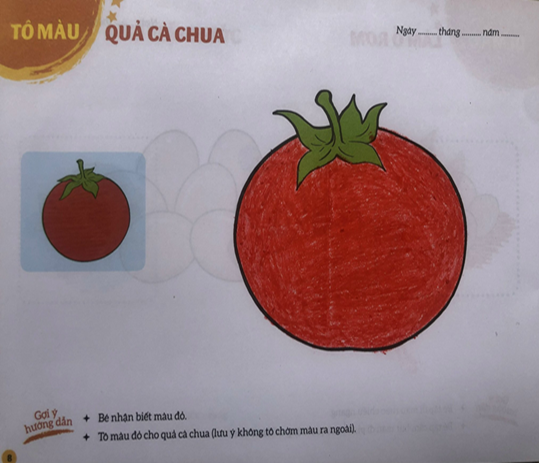 TÔ MÀU QUẢ CÀ CHUA
Ngày ........ tháng ........ năm ........
Gợi ý
hướng dẫn
Bé nhận biết màu đỏ.
Tô màu đỏ cho quả cà chua (lưu ý không tô chờm màu ra ngoài).